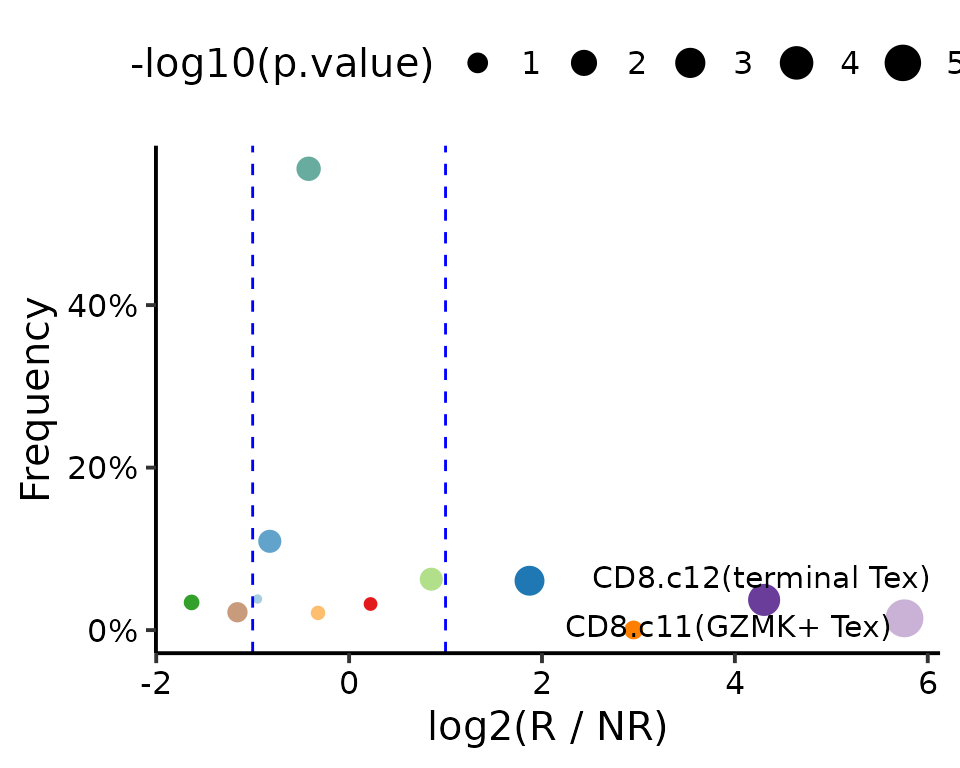 -log10(p.value) 1 2 3 4 5
Frequency
40%
20%
0%
CD8.c12(terminal Tex)
CD8.c11(GZMK+ Tex)
-2 0 2 4 6
log2(R / NR)